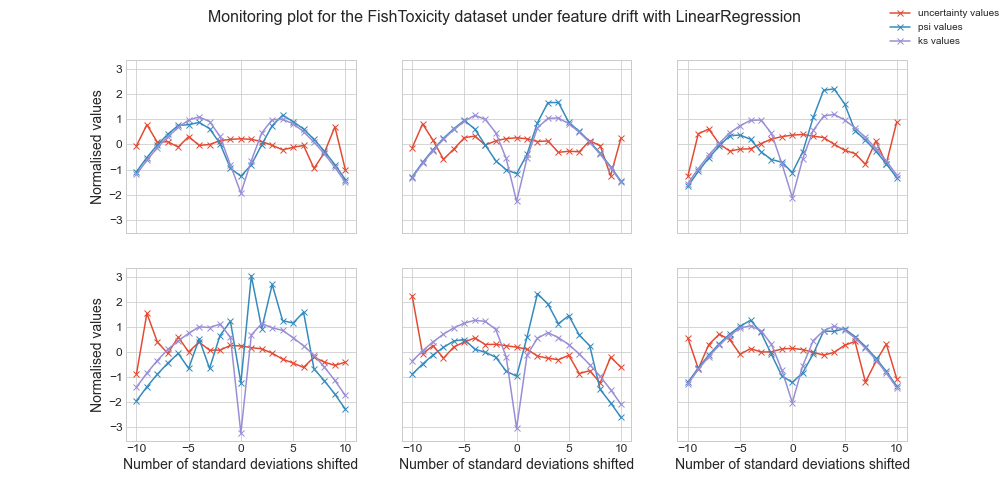 Monitoring plot for the FishToxicity dataset under feature drift with LinearRegression
uncertainty values
psi values
ks values
Normalised values
3
2
1
0
−1
−2
−3
Normalised values
3
2
1
0
−1
−2
−3
−10 −5 0 5 10
−10 −5 0 5 10
−10 −5 0 5 10
Number of standard deviations shifted
Number of standard deviations shifted
Number of standard deviations shifted